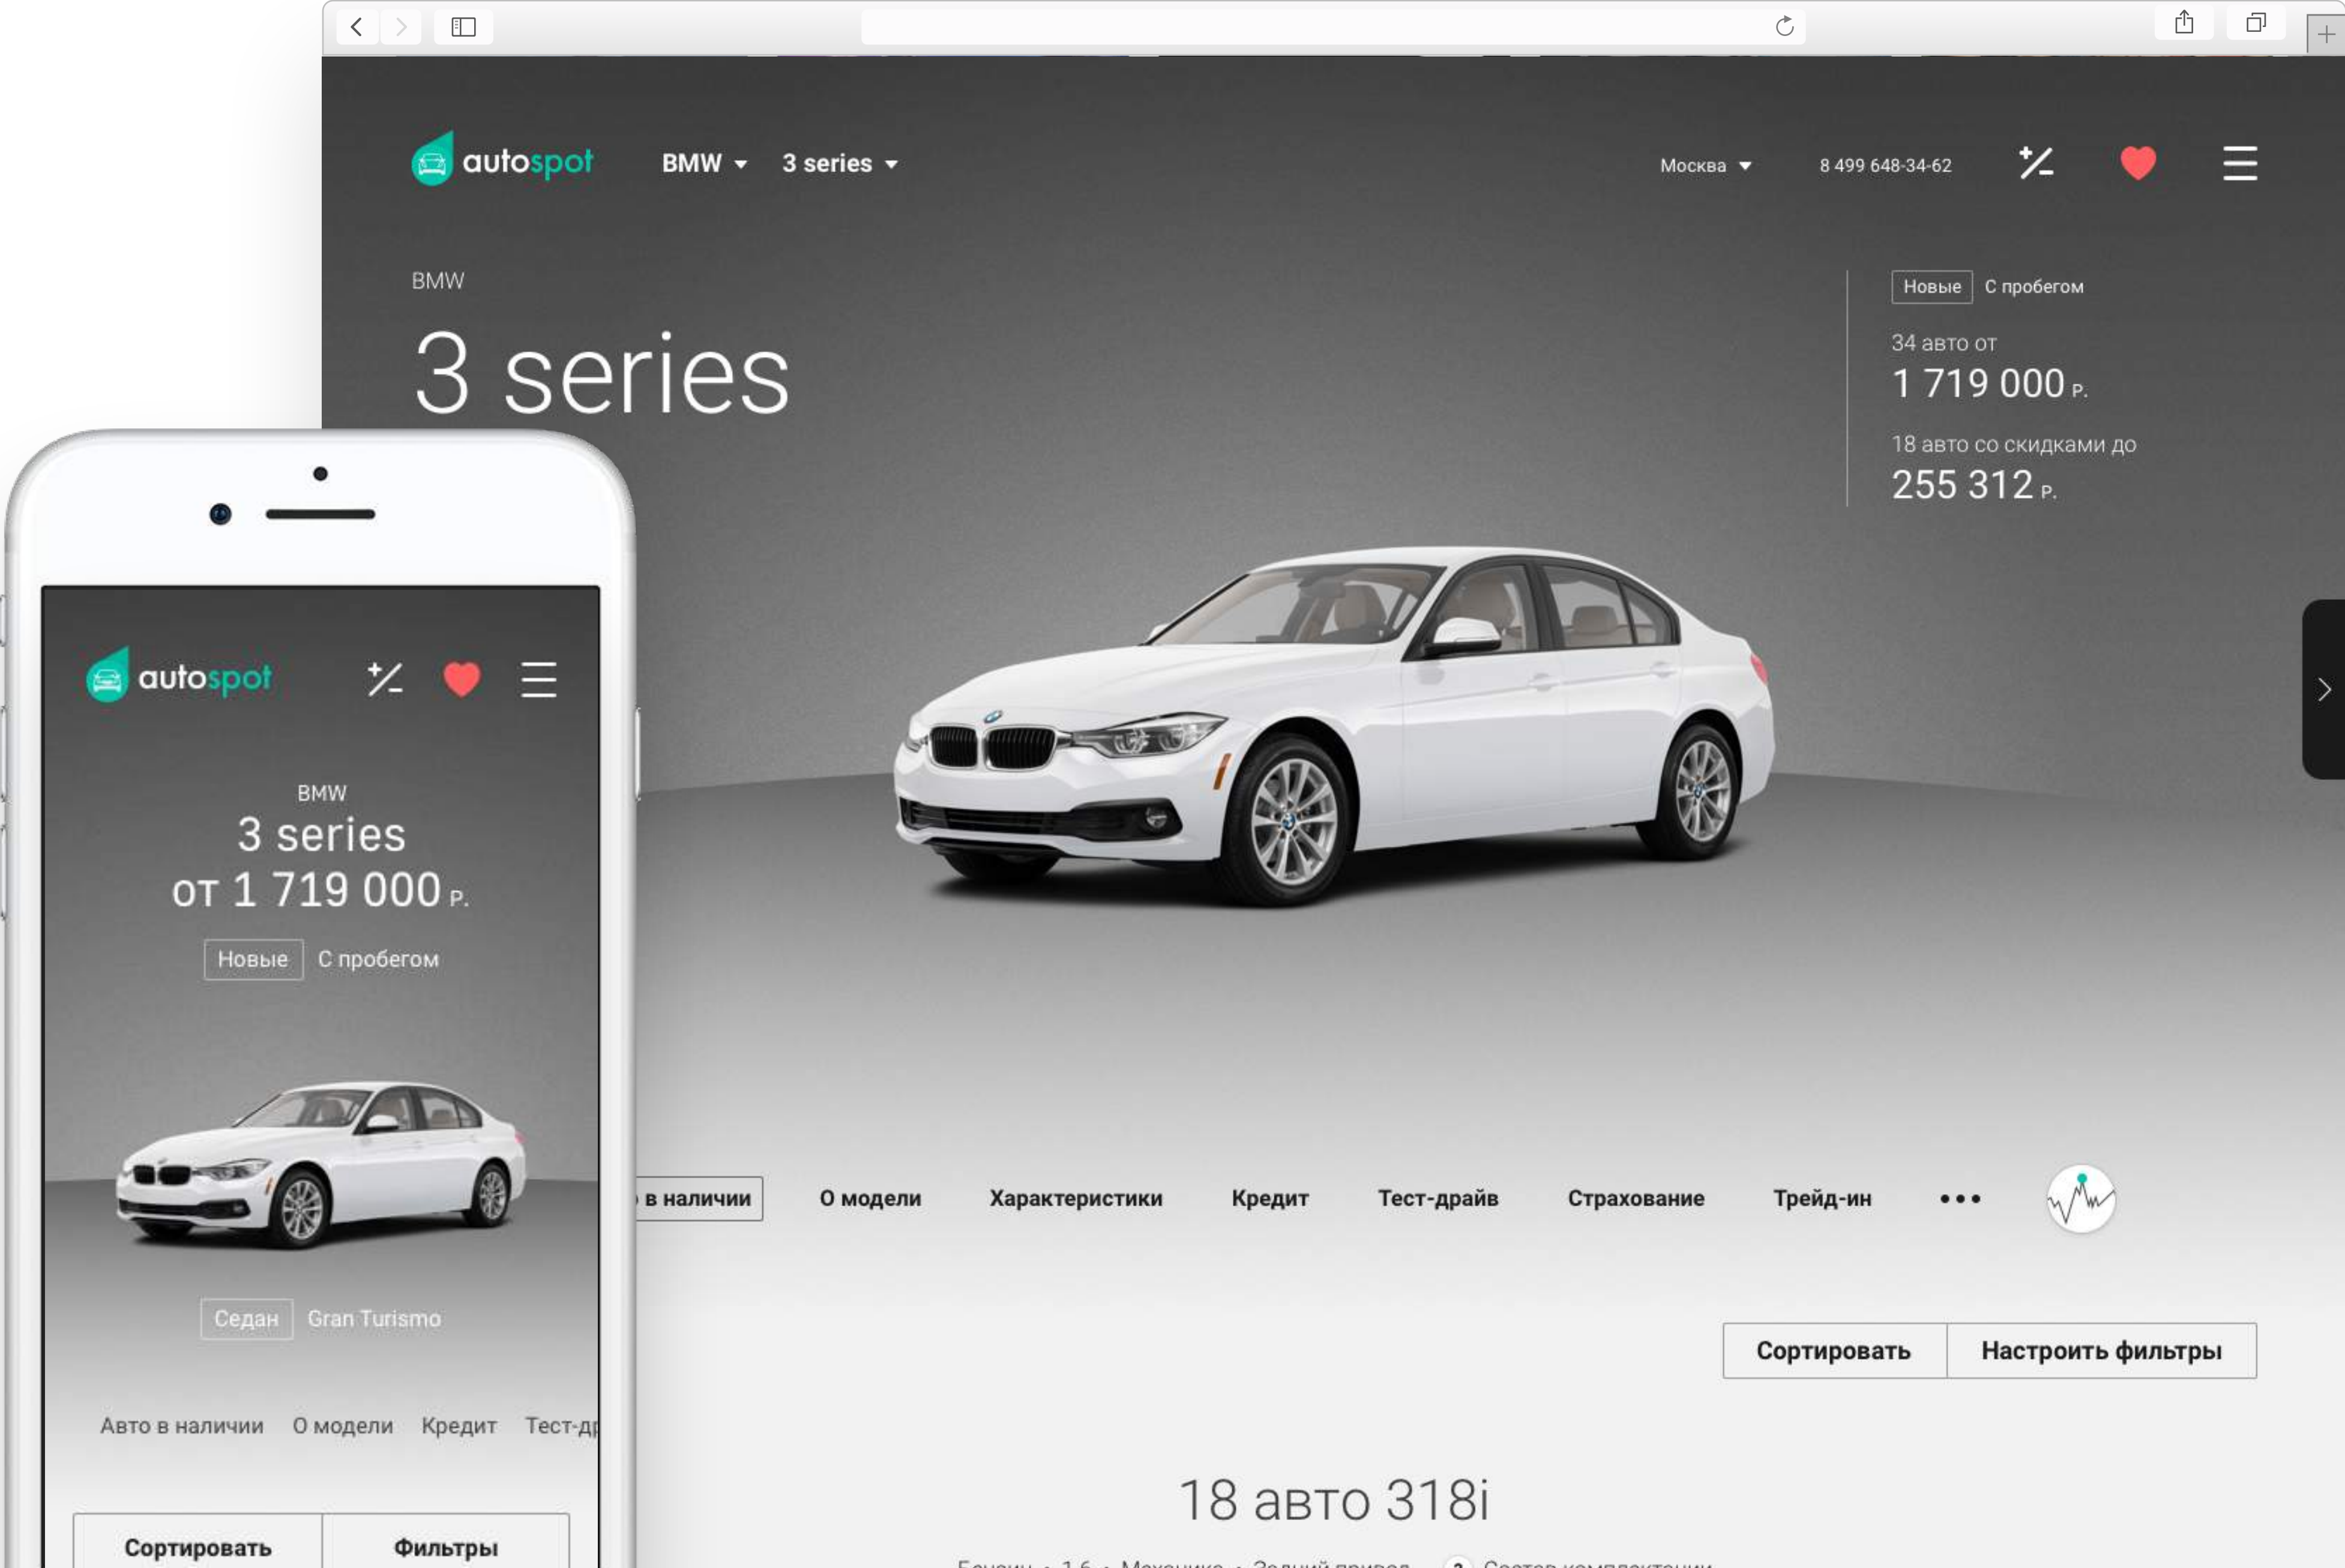 autospot
BMW
3 series
Москва
8 499 648-34-62
BMW
3 series
Новые С пробегом
34 авто от
1 719 000 Р.
18 авто со скидками до
255 312 Р.
в наличии
О модели
Характеристики
Кредит
Тест-драйв
Страхование
Трейд-ин
Сортировать
Настроить фильтры
18 авто 318i
autospot
BMW
3 series
от 1 719 000 Р.
Новые С пробегом
Седан Gran Turismo
Авто в наличии О модели Кредит Тест-др
Сортировать Фильтры